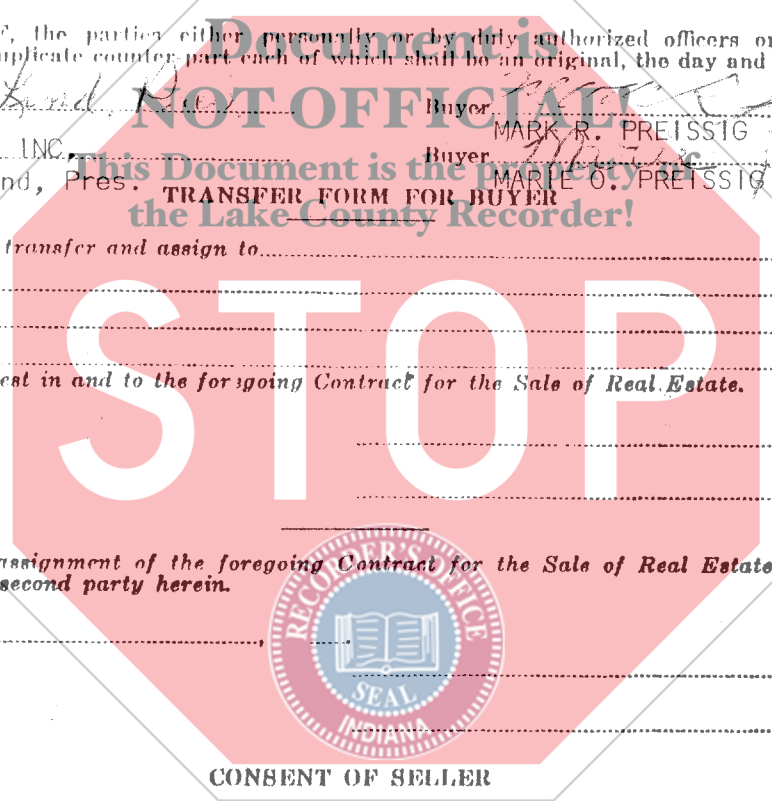 , the parties either personally or by duly authorized officers or
uplicate counter part each of which shall be an original, the day and
Document is
NOT OFFICIAL!
This Document is the property of
the Lake County Recorder!
Buyer
MARK R. PREISSIG
INC. Buyer
nd, Pres. MARIE O. PREISSIG
TRANSFER FORM FOR BUYER
transfer and assign to
STOP
est in and to the foregoing Contract for the Sale of Real Estate.
assignment of the foregoing Contract for the Sale of Real Estate
second party herein.
RECORDER'S OFFICE
SEAL
INDIANA
CONSENT OF SELLER